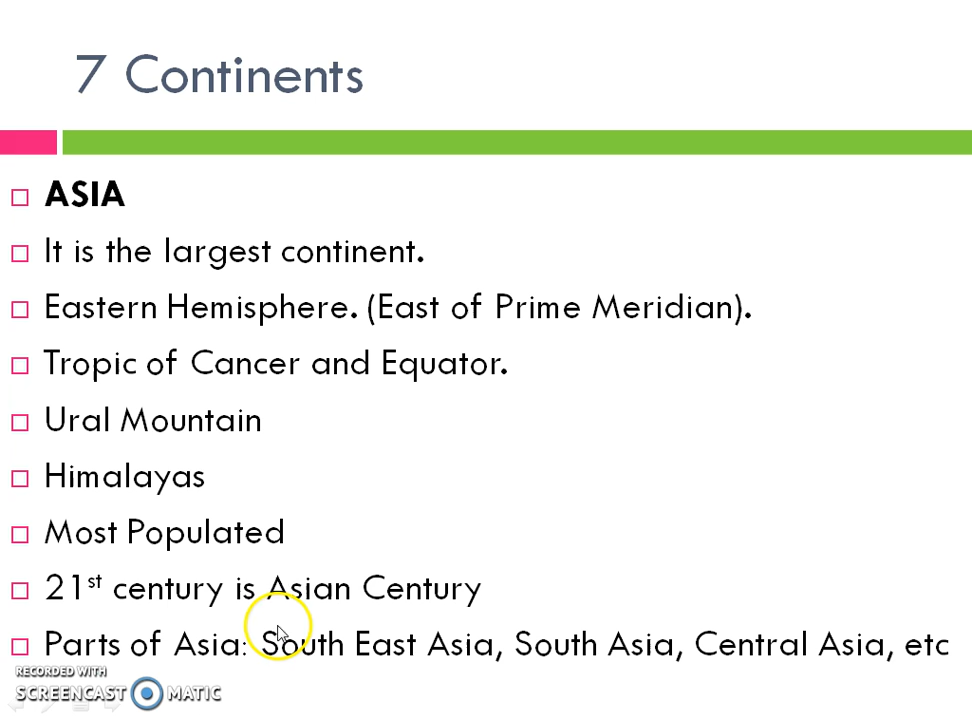 7 Continents
ASIA
It is the largest continent.
Eastern Hemisphere. (East of Prime Meridian).
Tropic of Cancer and Equator.
Ural Mountain
Himalayas
Most Populated
21st century is Asian Century
Parts of Asia: South East Asia, South Asia, Central Asia, etc
RECORDED WITH
SCREENCAST MATIC